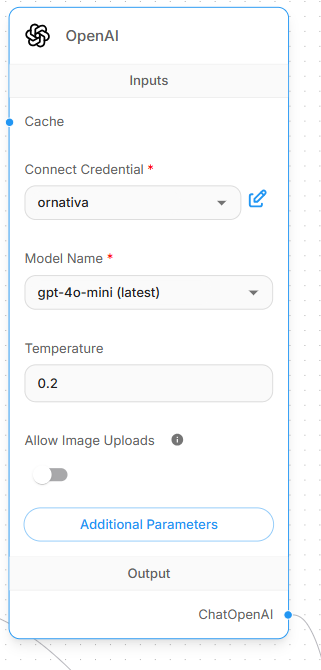 OpenAI
Inputs
Cache
Connect Credential *
ornativa
Model Name *
gpt-4o-mini (latest)
Temperature
0.2
Allow Image Uploads
Additional Parameters
Output
ChatOpenAI